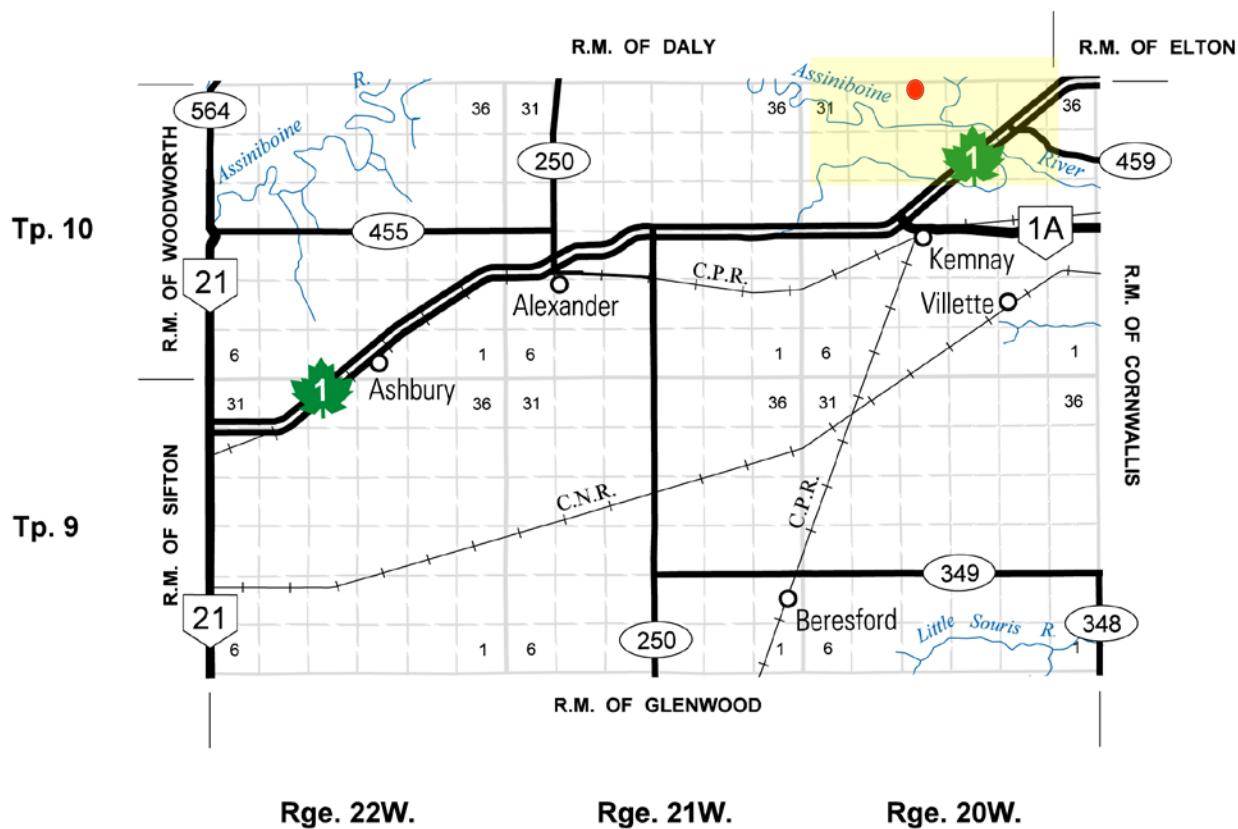 R.M. OF DALY
R.M. OF ELTON
R.
Assiniboine
564
36
31
36
31
36
Assiniboine
250
1
River
459
R.M. OF WOODWORTH
Tp. 10
455
1A
Kemnay
21
C.P.R.
Alexander
Villette
R.M. OF CORNWALLIS
6
1
6
1
6
1
1
Ashbury
31
36
31
36
31
36
R.M. OF SIFTON
C.N.R.
C.P.R.
Tp. 9
349
21
Beresford
Little Souris R.
348
250
6
1
6
1
6
1
R.M. OF GLENWOOD
Rge. 22W.
Rge. 21W.
Rge. 20W.